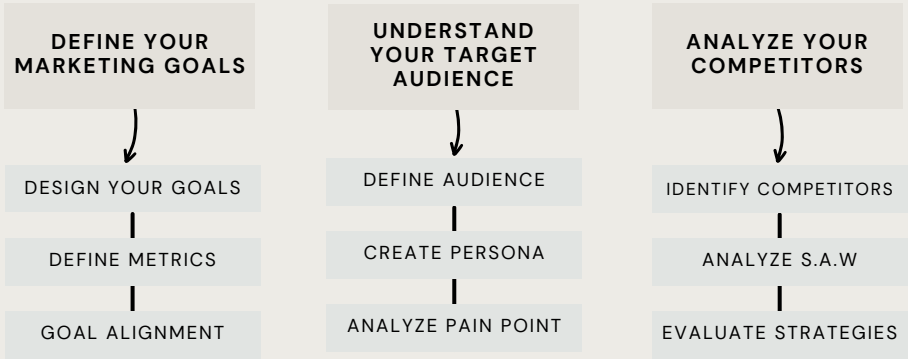 DEFINE YOUR
MARKETING GOALS
DESIGN YOUR GOALS
DEFINE METRICS
GOAL ALIGNMENT
UNDERSTAND
YOUR TARGET
AUDIENCE
DEFINE AUDIENCE
CREATE PERSONA
ANALYZE PAIN POINT
ANALYZE YOUR
COMPETITORS
IDENTIFY COMPETITORS
ANALYZE S.A.W
EVALUATE STRATEGIES